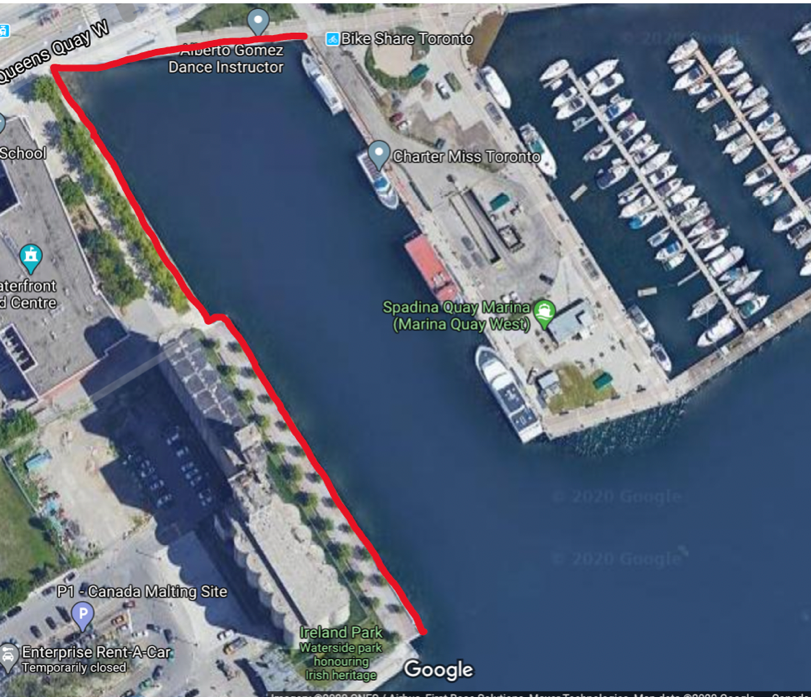 Queens Quay W
Alberto Gomez
Dance Instructor
Bike Share Toronto
School
Charter Miss Toronto
aterfront
d Centre
Spadina Quay Marina
(Marina Quay West)
© 2020 Google
© 2020 Google
© 2020 Google
P1 - Canada Malting Site
P
Ireland Park
Waterside park
honouring
Irish heritage
Enterprise Rent-A-Car
Temporarily closed
Google